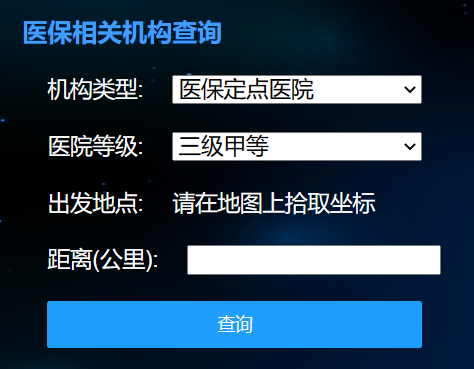 医保相关机构查询
机构类型: 医保定点医院
医院等级: 三级甲等
出发地点: 请在地图上拾取坐标
距离(公里):
查询